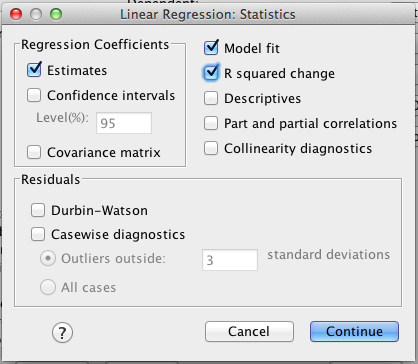 Dependent:
Linear Regression: Statistics
Regression Coefficients
Estimates
Confidence intervals
Level(%): 95
Covariance matrix
Model fit
R squared change
Descriptives
Part and partial correlations
Collinearity diagnostics
Residuals
Durbin-Watson
Casewise diagnostics
Outliers outside: 3 standard deviations
All cases
? Cancel Continue